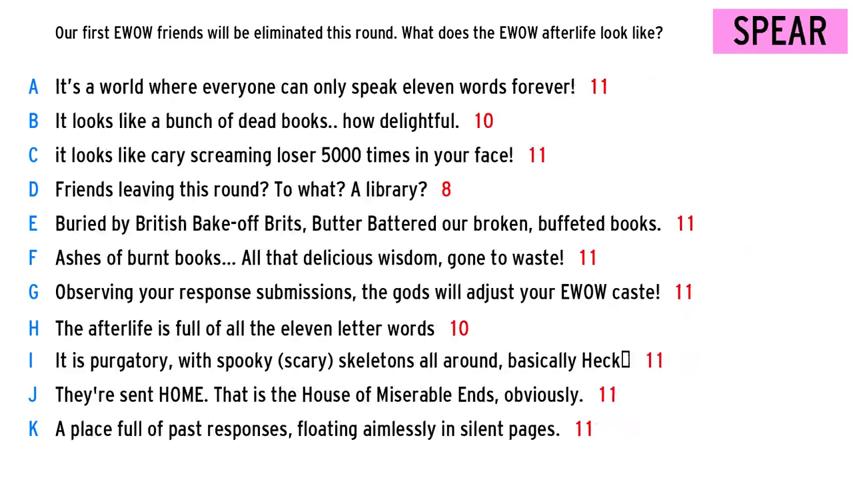 Our first EWOW friends will be eliminated this round. What does the EWOW afterlife look like?
SPEAR
A It's a world where everyone can only speak eleven words forever! 11
B It looks like a bunch of dead books.. how delightful. 10
C it looks like cary screaming loser 5000 times in your face! 11
D Friends leaving this round? To what? A library? 8
E Buried by British Bake-off Brits, Butter Battered our broken, buffeted books. 11
F Ashes of burnt books... All that delicious wisdom, gone to waste! 11
G Observing your response submissions, the gods will adjust your EWOW caste! 11
H The afterlife is full of all the eleven letter words 10
I It is purgatory, with spooky (scary) skeletons all around, basically Heck▯ 11
J They're sent HOME. That is the House of Miserable Ends, obviously. 11
K A place full of past responses, floating aimlessly in silent pages. 11